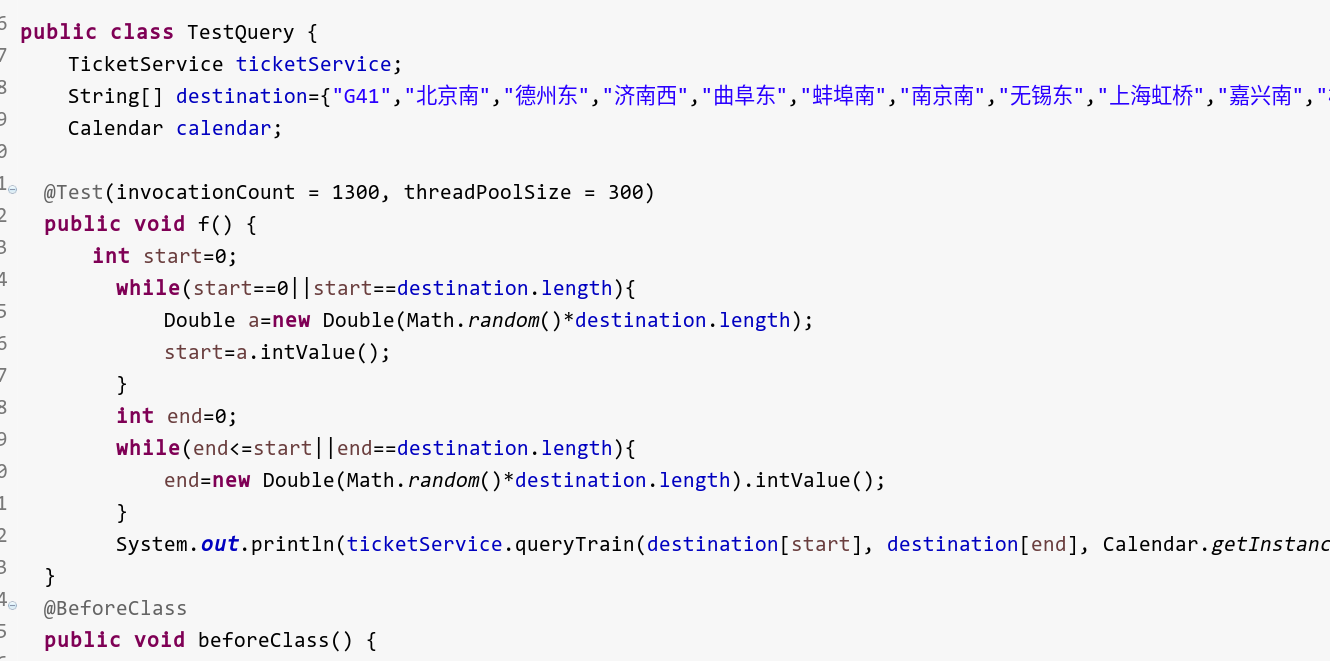 6 public class TestQuery {
7 TicketService ticketService;
8 String[] destination={"G41","北京南","德州东","济南西","曲阜东","蚌埠南","南京南","无锡东","上海虹桥","嘉兴南","
9 Calendar calendar;
0
1 @Test(invocationCount = 1300, threadPoolSize = 300)
2 public void f() {
3 int start=0;
4 while(start==0||start==destination.length){
5 Double a=new Double(Math.random()*destination.length);
6 start=a.intValue();
7 }
8 int end=0;
9 while(end<=start||end==destination.length){
0 end=new Double(Math.random()*destination.length).intValue();
1 }
2 System.out.println(ticketService.queryTrain(destination[start], destination[end], Calendar.getInstanc
3 }
4 @BeforeClass
5 public void beforeClass() {